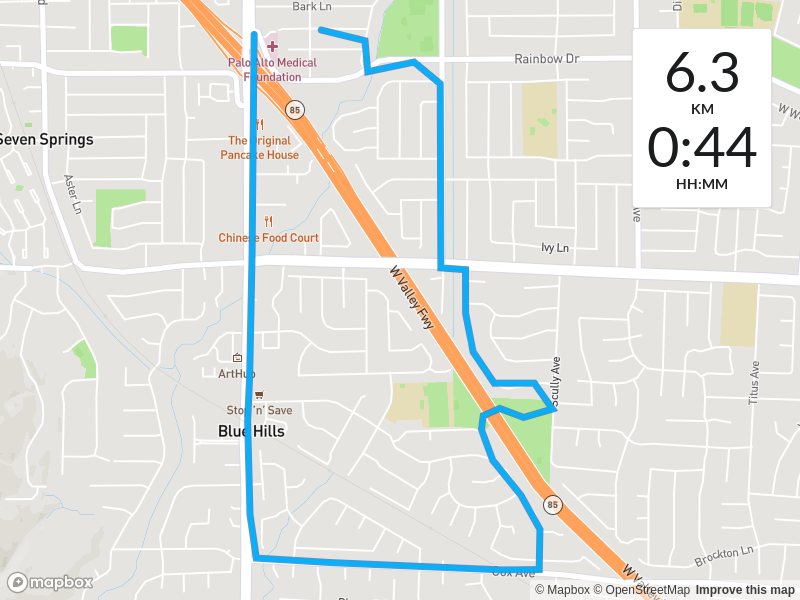 Bark Ln
Palo Alto Medical
Foundation
Rainbow Dr
6.3
KM
0:44
HH:MM
85
The Original
Pancake House
Seven Springs
Aster Ln
Chinese Food Court
Ivy Ln
Ave
W Valley Fwy
ArtHub
Stop 'n' Save
Blue Hills
Scully Ave
Titus Ave
85
Cox Ave
Brockton Ln
mapbox
© Mapbox © OpenStreetMap Improve this map